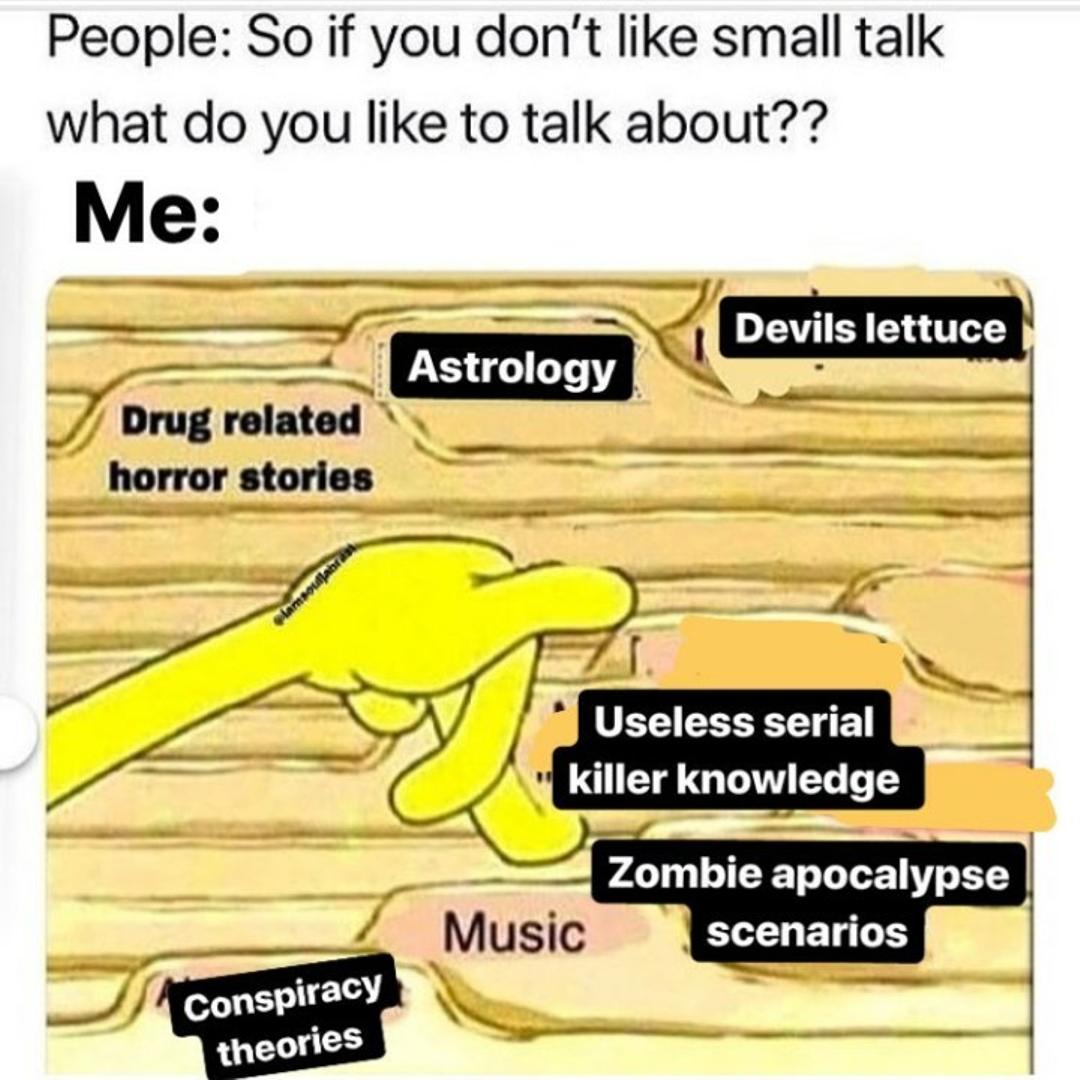 People: So if you don't like small talk
what do you like to talk about??
Me:
Devils lettuce
Astrology
Drug related
horror stories
Useless serial
killer knowledge
Zombie apocalypse
scenarios
Music
Conspiracy
theories